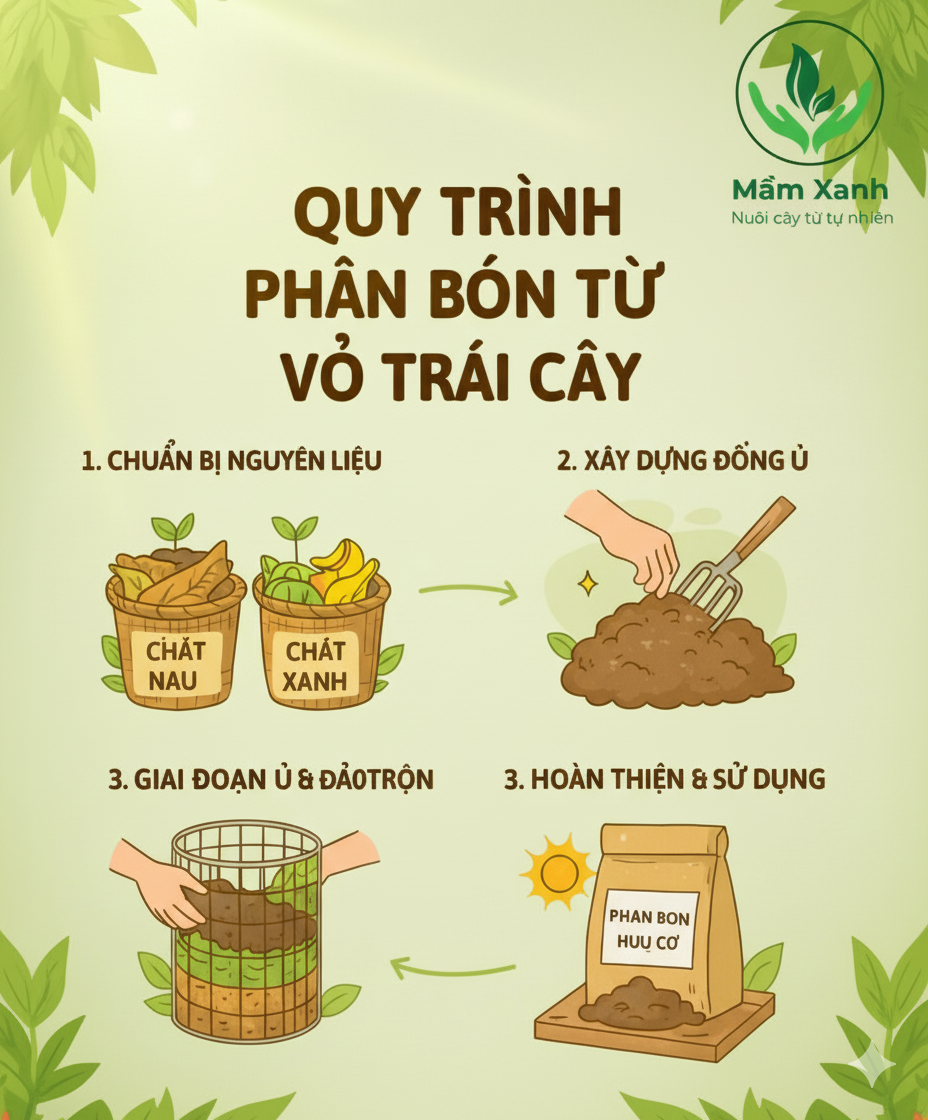 Mầm Xanh
Nuôi cây từ tự nhiên
QUY TRÌNH
PHÂN BÓN TỪ
VỎ TRÁI CÂY
1. CHUẨN BỊ NGUYÊN LIỆU
2. XÂY DỰNG ĐỐNG Ủ
CHẤT
NAU
CHÁT
XANH
3. GIAI ĐOẠN Ủ & ĐẢ0TRỘN
3. HOÀN THIỆN & SỬ DỤNG
PHAN BON
HUỤ CƠ